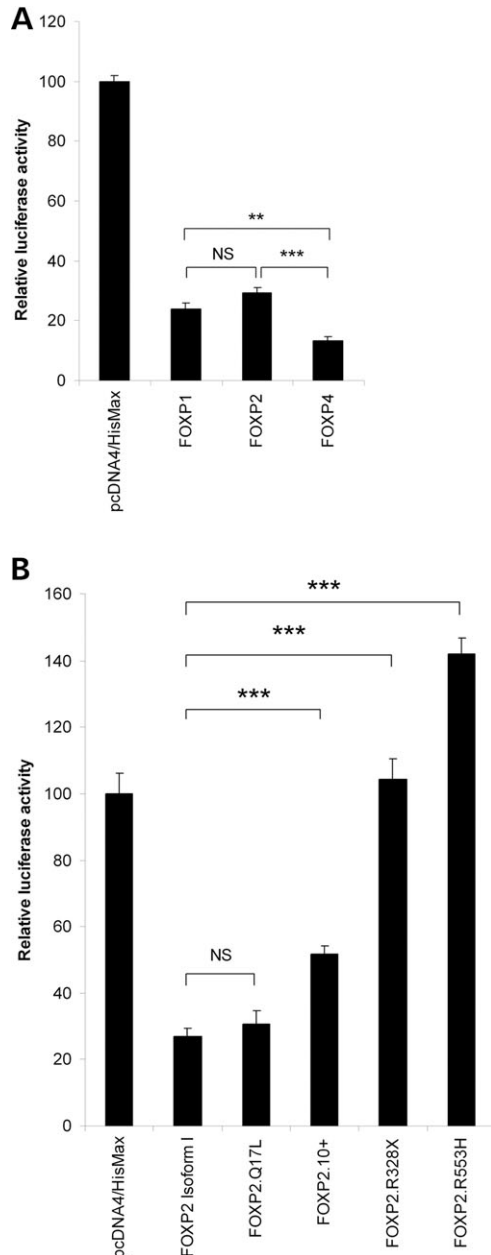 A
Relative luciferase activity
120
100
80
60
40
20
0
**
NS
***
pcDNA4/HisMax
FOXP1
FOXP2
FOXP4
B
Relative luciferase activity
160
140
120
100
80
60
40
20
0
***
***
***
NS
pcDNA4/HisMax
FOXP2 Isoform I
FOXP2.Q17L
FOXP2.10+
FOXP2.R328X
FOXP2.R553H